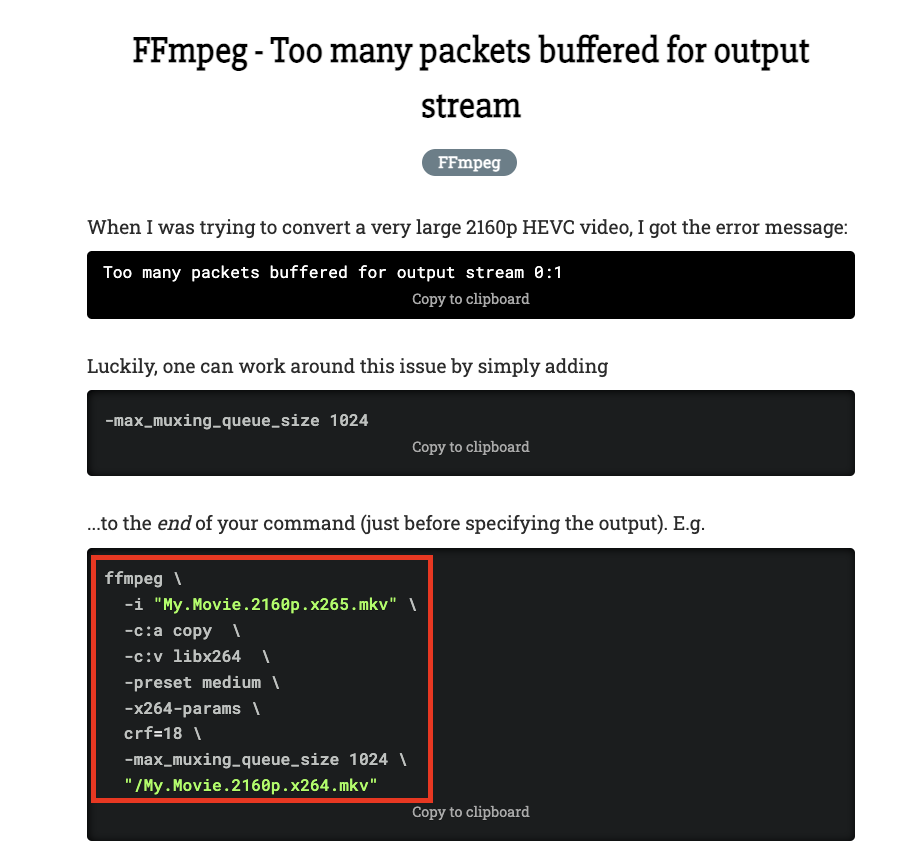 FFmpeg - Too many packets buffered for output
stream
FFmpeg
When I was trying to convert a very large 2160p HEVC video, I got the error message:
Too many packets buffered for output stream 0:1
Copy to clipboard
Luckily, one can work around this issue by simply adding
-max_muxing_queue_size 1024
Copy to clipboard
...to the end of your command (just before specifying the output). E.g.
ffmpeg \
-i "My.Movie.2160p.x265.mkv" \
-c:a copy  \
-c:v libx264  \
-preset medium \
-x264-params \
crf=18 \
-max_muxing_queue_size 1024 \
"/My.Movie.2160p.x264.mkv"
Copy to clipboard